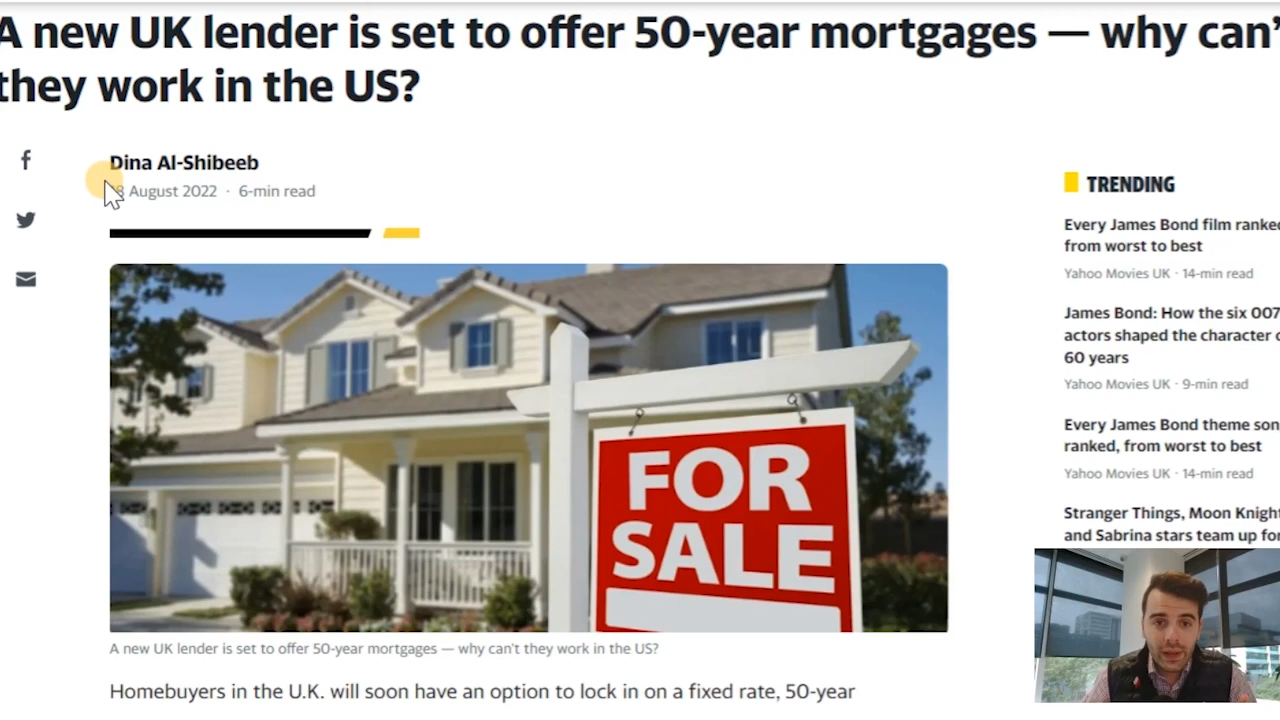 A new UK lender is set to offer 50-year mortgages — why can'
they work in the US?
Dina Al-Shibeeb
August 2022 · 6-min read
FOR
SALE
A new UK lender is set to offer 50-year mortgages — why can't they work in the US?
Homebuyers in the U.K. will soon have an option to lock in on a fixed rate, 50-year
TRENDING
Every James Bond film ranked
from worst to best
Yahoo Movies UK · 14-min read
James Bond: How the six 007
actors shaped the character
60 years
Yahoo Movies UK · 9-min read
Every James Bond theme son
ranked, from worst to best
Yahoo Movies UK · 14-min read
Stranger Things, Moon Knight
and Sabrina stars team up for